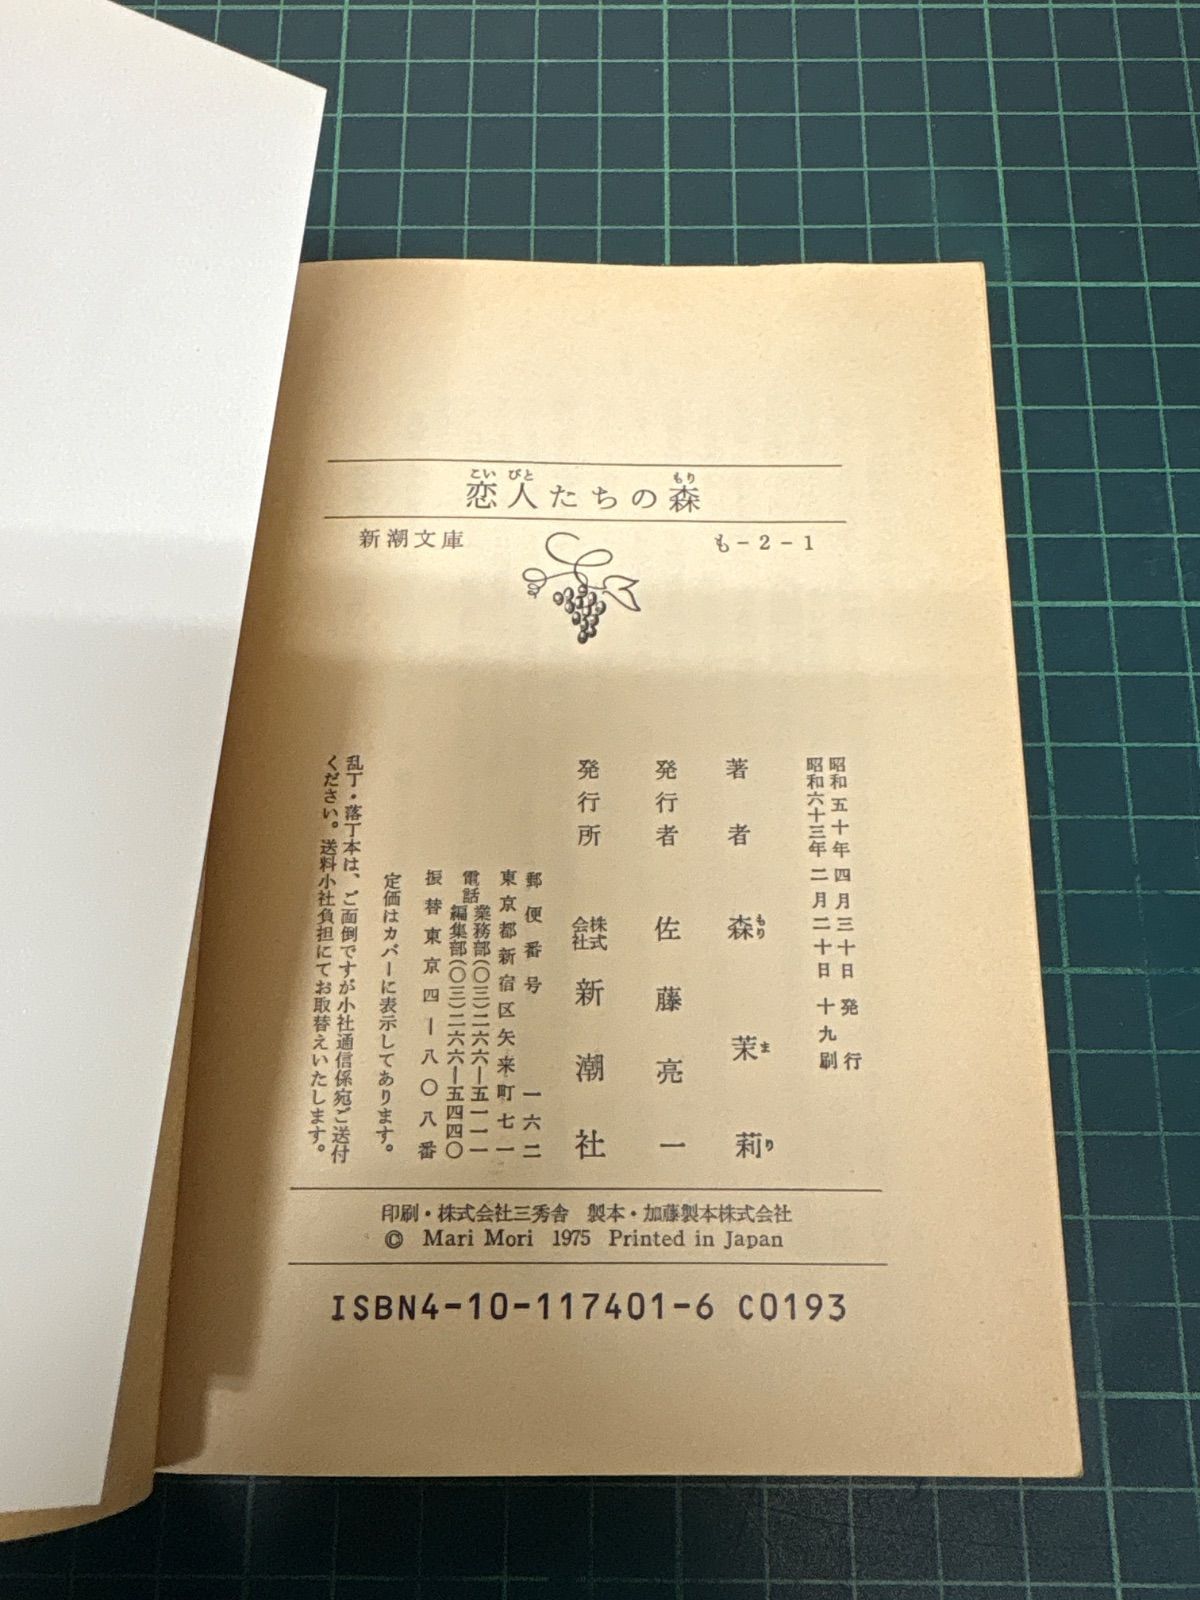 恋人たちの森
こいびと
もり
新潮文庫
も-2-1
昭和五十年四月三十日発行
昭和六十三年二月二十日十九刷
著者 森茉莉
もりまり
発行者 佐藤亮一
発行所 株式会社新潮社
郵便番号 一六二
東京都新宿区矢来町七一
電話 業務部(〇三)二六六―五一一一
編集部(〇三)二六六―五四四〇
振替東京四―八〇八番
定価はカバーに表示してあります。
乱丁・落丁本は、ご面倒ですが小社通信係宛ご送付
ください。送料小社負担にてお取替えいたします。
印刷・株式会社三秀舎 製本・加藤製本株式会社
© Mari Mori 1975 Printed in Japan
ISBN4-10-117401-6 C0193